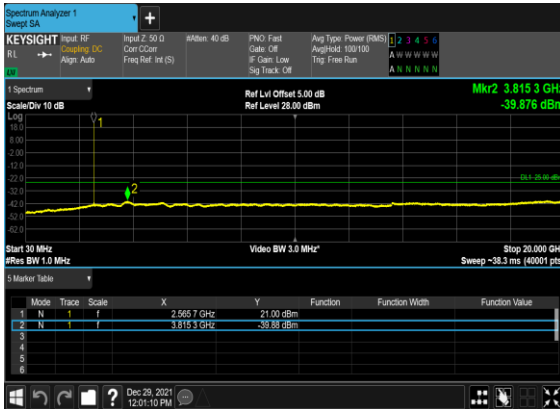 Spectrum Analyzer 1
Swept SA
+
KEYSIGHT Input: RF Input Z: 50 Ω #Atten: 40 dB PNO: Fast Avg Type: Power (RMS) 1 2 3 4 5 6
RL Coupling: DC Corr CCorr Gate: Off Avg|Hold: 100/100 A W W W W W
Align: Auto Freq Ref: Int (S) IF Gain: Low Trig: Free Run
Sig Track: Off A N N N N N
1 Spectrum Ref Lvl Offset 5.00 dB Mkr2 3.815 3 GHz
Scale/Div 10 dB Ref Level 28.00 dBm -39.876 dBm
Log
18.0
8.00
-2.00
-12.0
-22.0
-32.0
-42.0
-52.0
-62.0
1
2
DL1 -25.00 dBm
Start 30 MHz Video BW 3.0 MHz* Stop 20.000 GHz
#Res BW 1.0 MHz Sweep ~38.3 ms (40001 pts)
5 Marker Table
Mode Trace Scale X Y Function Function Width Function Value
1 N 1 f 2.565 7 GHz 21.00 dBm
2 N 1 f 3.815 3 GHz -39.88 dBm
3
4
5
6
? Dec 29, 2021
12:01:10 PM